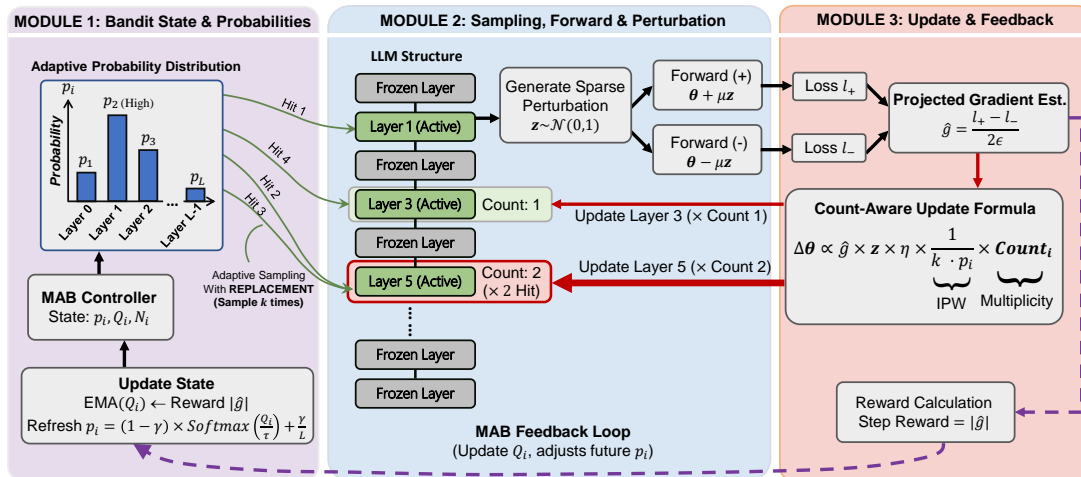 MODULE 1: Bandit State & Probabilities
Adaptive Probability Distribution
p_i
Probability
p_1
p_2 (High)
p_3
...
p_L
Layer 0
Layer 1
Layer 2
Layer L-1
MAB Controller
State: p_i, Q_i, N_i
Update State
EMA(Q_i) ← Reward |ĝ|
Refresh p_i = (1 − γ) × Softmax (Q_i/τ) + γ/L
Hit 1
Hit 4
Hit 2
Hit 3
Adaptive Sampling
With REPLACEMENT
(Sample k times)
MODULE 2: Sampling, Forward & Perturbation
LLM Structure
Frozen Layer
Layer 1 (Active)
Frozen Layer
Layer 3 (Active)
Count: 1
Frozen Layer
Layer 5 (Active)
Count: 2
(× 2 Hit)
......
Frozen Layer
Frozen Layer
Generate Sparse
Perturbation
z~𝒩(0,1)
Forward (+)
θ + μz
Forward (-)
θ − μz
Update Layer 3 (× Count 1)
Update Layer 5 (× Count 2)
MAB Feedback Loop
(Update Q_i, adjusts future p_i)
MODULE 3: Update & Feedback
Loss l_+
Loss l_−
Projected Gradient Est.
ĝ = (l_+ − l_−)/(2ϵ)
Count-Aware Update Formula
Δθ ∝ ĝ × z × η × 1/(k · p_i) × Count_i
IPW
Multiplicity
Reward Calculation
Step Reward = |ĝ|